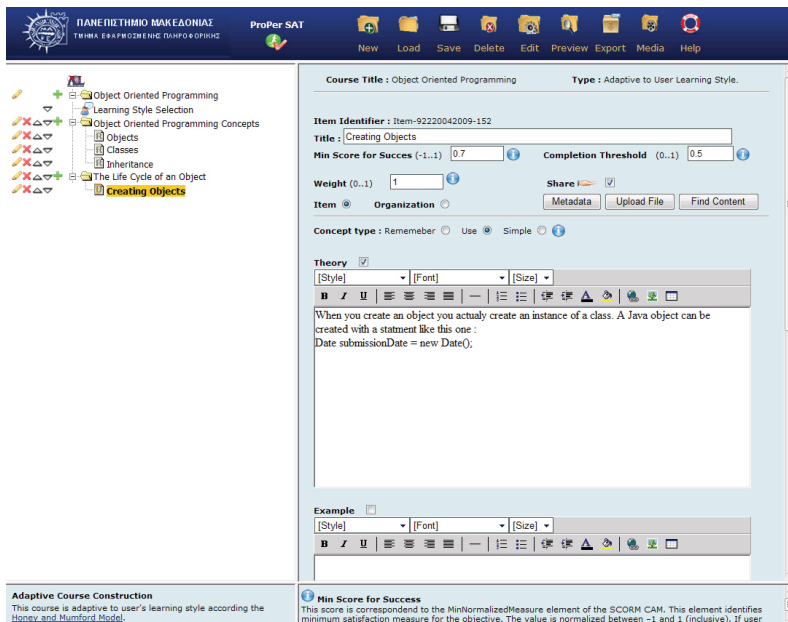 ΠΑΝΕΠΙΣΤΗΜΙΟ ΜΑΚΕΔΟΝΙΑΣ
ΤΜΗΜΑ ΕΦΑΡΜΟΣΜΕΝΗΣ ΠΛΗΡΟΦΟΡΙΚΗΣ
ProPer SAT
New Load Save Delete Edit Preview Export Media Help
Object Oriented Programming
Learning Style Selection
Object Oriented Programming Concepts
Objects
Classes
Inheritance
The Life Cycle of an Object
Creating Objects
Course Title : Object Oriented Programming Type : Adaptive to User Learning Style.
Item Identifier : Item-92220042009-152
Title : Creating Objects
Min Score for Succes (-1..1) 0.7 Completion Threshold (0..1) 0.5
Weight (0..1) 1 Share
Item Organization Metadata Upload File Find Content
Concept type : Rememeber Use Simple
Theory
[Style] [Font] [Size]
B I U A
When you create an object you actualy create an instance of a class. A Java object can be
created with a statment like this one :
Date submissionDate = new Date();
Example
[Style] [Font] [Size]
B I U A
Adaptive Course Construction
This course is adaptive to user's learning style according the
Honey and Mumford Model.
Min Score for Success
This score is correspondend to the MinNormalizedMeasure element of the SCORM CAM. This element identifies
minimum satisfaction measure for the objective. The value is normalized between –1 and 1 (inclusive). If user